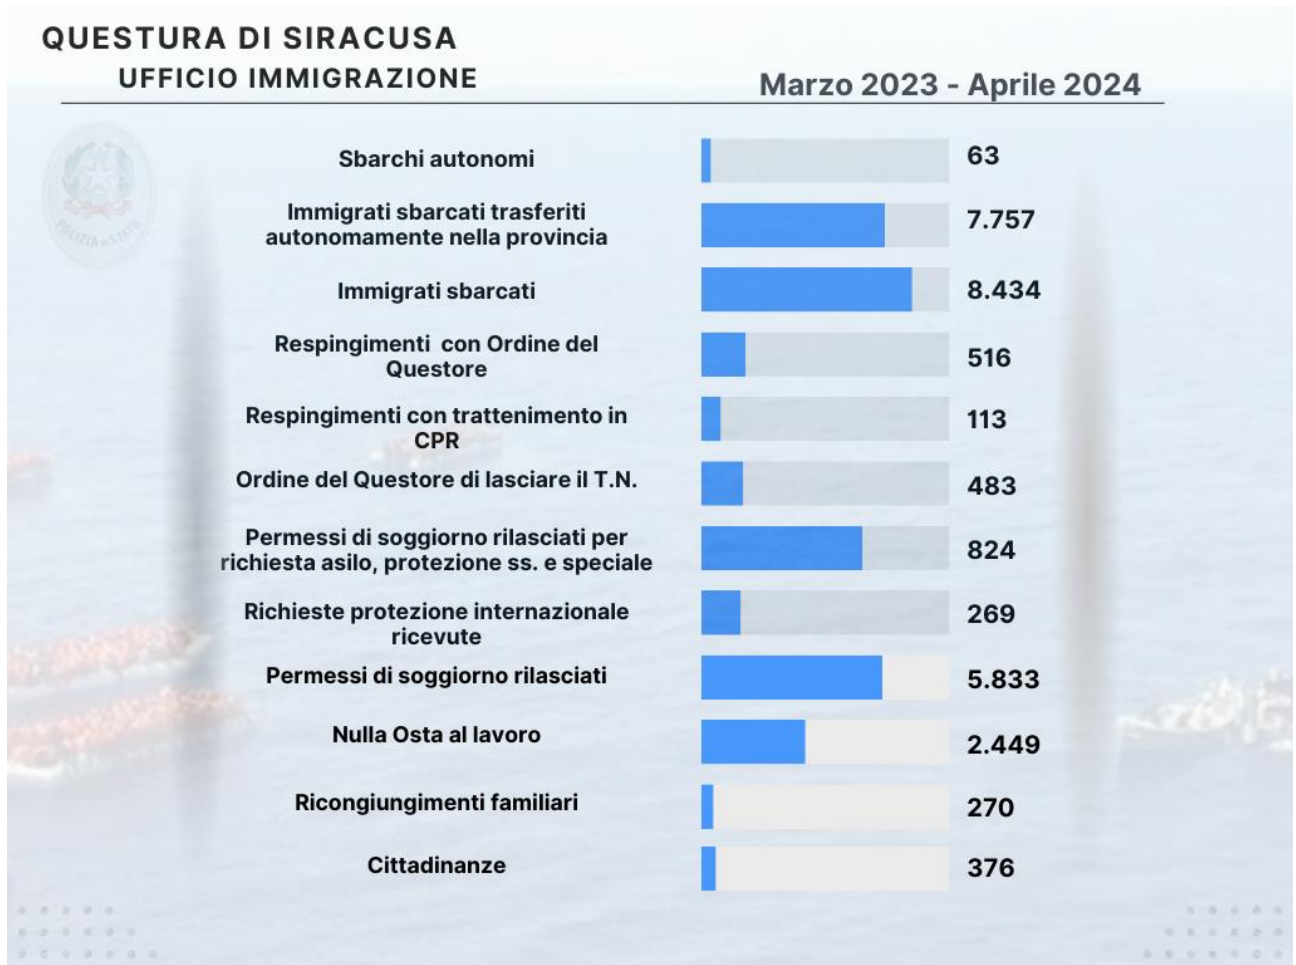 QUESTURA DI SIRACUSA
UFFICIO IMMIGRAZIONE
Marzo 2023 - Aprile 2024
Sbarchi autonomi
63
Immigrati sbarcati trasferiti
autonomamente nella provincia
7.757
Immigrati sbarcati
8.434
Respingimenti con Ordine del
Questore
516
Respingimenti con trattenimento in
CPR
113
Ordine del Questore di lasciare il T.N.
483
Permessi di soggiorno rilasciati per
richiesta asilo, protezione ss. e speciale
824
Richieste protezione internazionale
ricevute
269
Permessi di soggiorno rilasciati
5.833
Nulla Osta al lavoro
2.449
Ricongiungimenti familiari
270
Cittadinanze
376
POLIZIA DI STATO